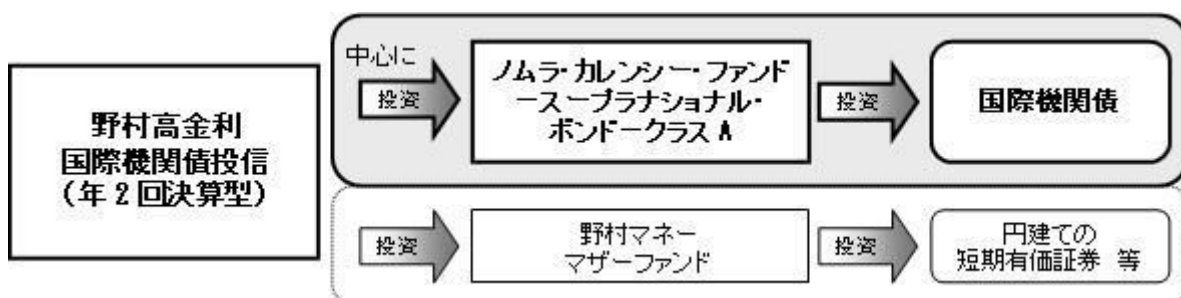 野村高金利
国際機関債投信
（年２回決算型）
中心に
投資
ノムラ・カレンシー・ファンド
ースープラナショナル・
ボンドークラス A
投資
国際機関債
投資
野村マネー
マザーファンド
投資
円建ての
短期有価証券 等